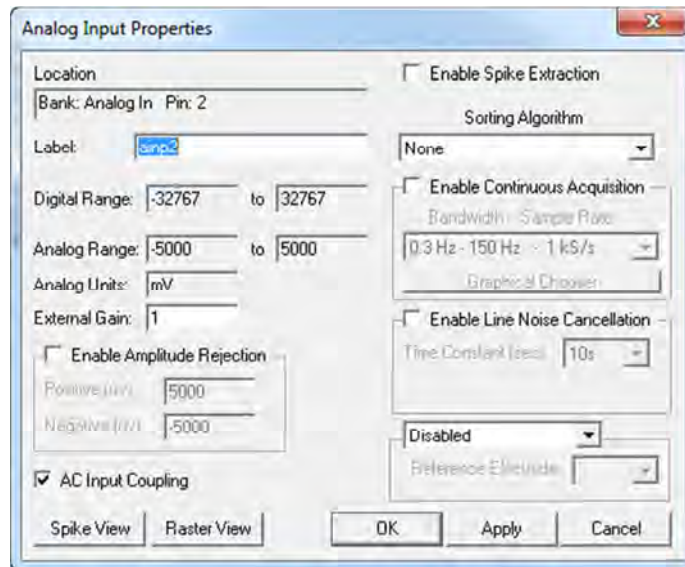 Analog Input Properties
Location
Bank: Analog In Pin: 2
Label: ainp2
Digital Range: -32767 to 32767
Analog Range: -5000 to 5000
Analog Units: mV
External Gain: 1
Enable Amplitude Rejection
Positive (uV) 5000
Negative (uV) -5000
AC Input Coupling
Spike View Raster View
Enable Spike Extraction
Sorting Algorithm
None
Enable Continuous Acquisition
Bandwidth - Sample Rate
0.3 Hz - 150 Hz - 1 kS/s
Graphical Chooser
Enable Line Noise Cancellation
Time Constant (sec) 10s
Disabled
Reference Electrode:
OK Apply Cancel